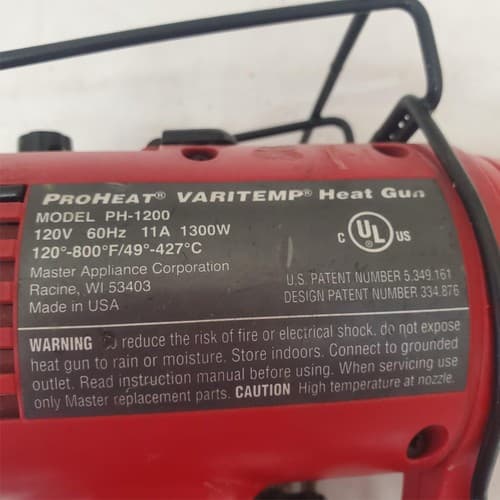 PROHEAT® VARITEMP® Heat Gun
MODEL PH-1200
120V 60Hz 11A 1300W
120°-800°F/49°-427°C
Master Appliance Corporation
Racine, WI 53403
Made in USA
C UL US
U.S. PATENT NUMBER 5.349.161
DESIGN PATENT NUMBER 334.876
WARNING To reduce the risk of fire or electrical shock, do not expose
heat gun to rain or moisture. Store indoors. Connect to grounded
outlet. Read instruction manual before using. When servicing use
only Master replacement parts. CAUTION High temperature at nozzle.